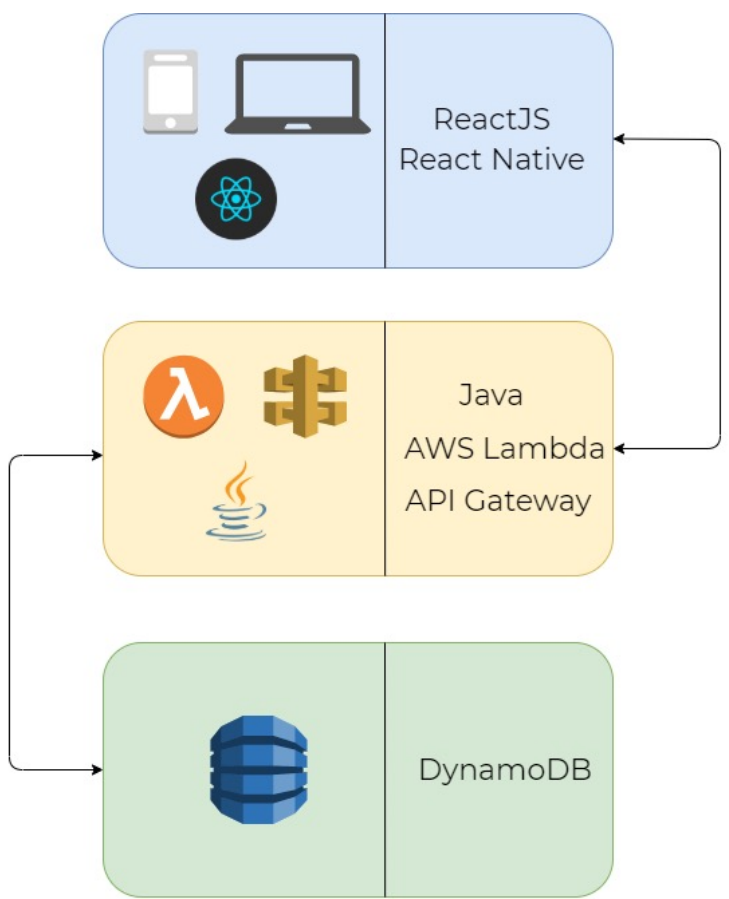 ReactJS
React Native
Java
AWS Lambda
API Gateway
DynamoDB